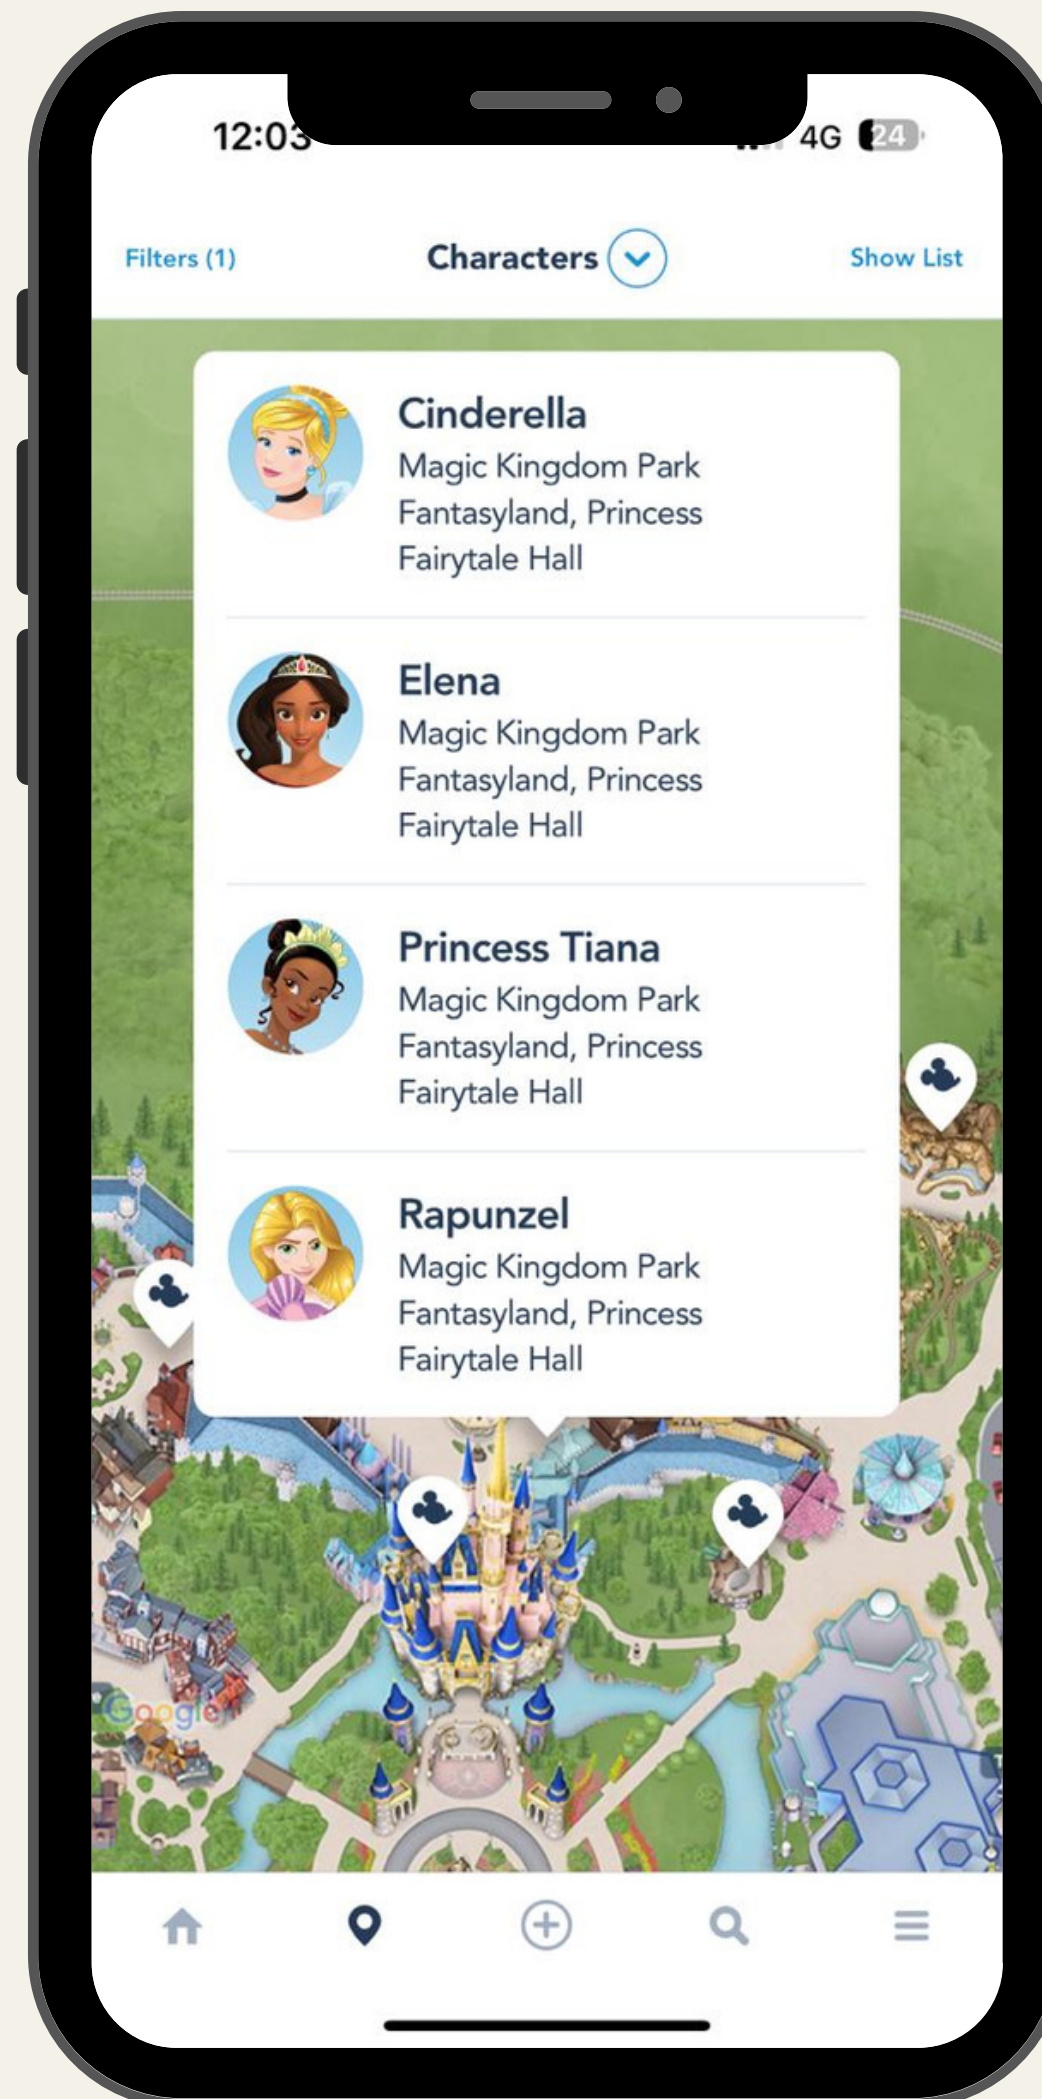 12:03
4G 24
Filters (1)
Characters
Show List
Cinderella
Magic Kingdom Park
Fantasyland, Princess
Fairytale Hall
Elena
Magic Kingdom Park
Fantasyland, Princess
Fairytale Hall
Princess Tiana
Magic Kingdom Park
Fantasyland, Princess
Fairytale Hall
Rapunzel
Magic Kingdom Park
Fantasyland, Princess
Fairytale Hall
Google